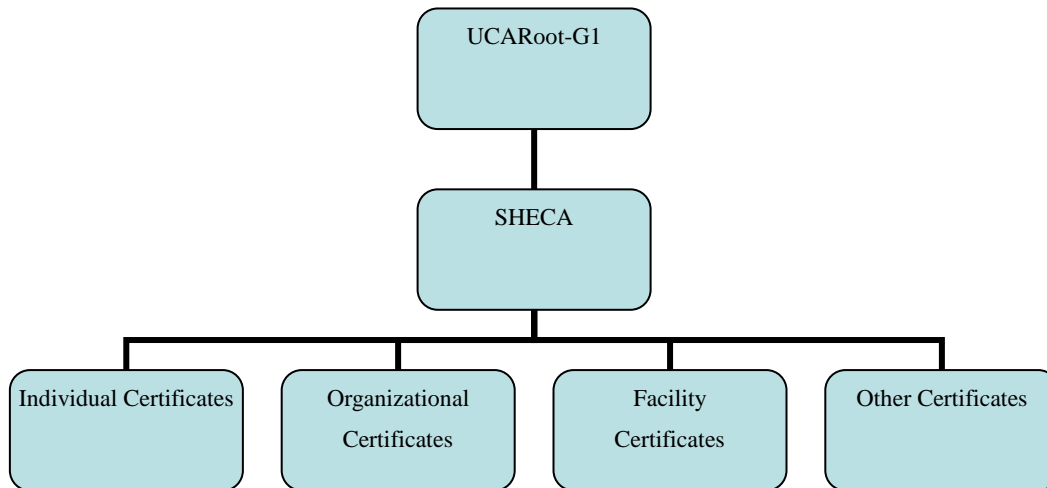 UCARoot-G1
SHECA
Individual Certificates
Organizational
Certificates
Facility
Certificates
Other Certificates